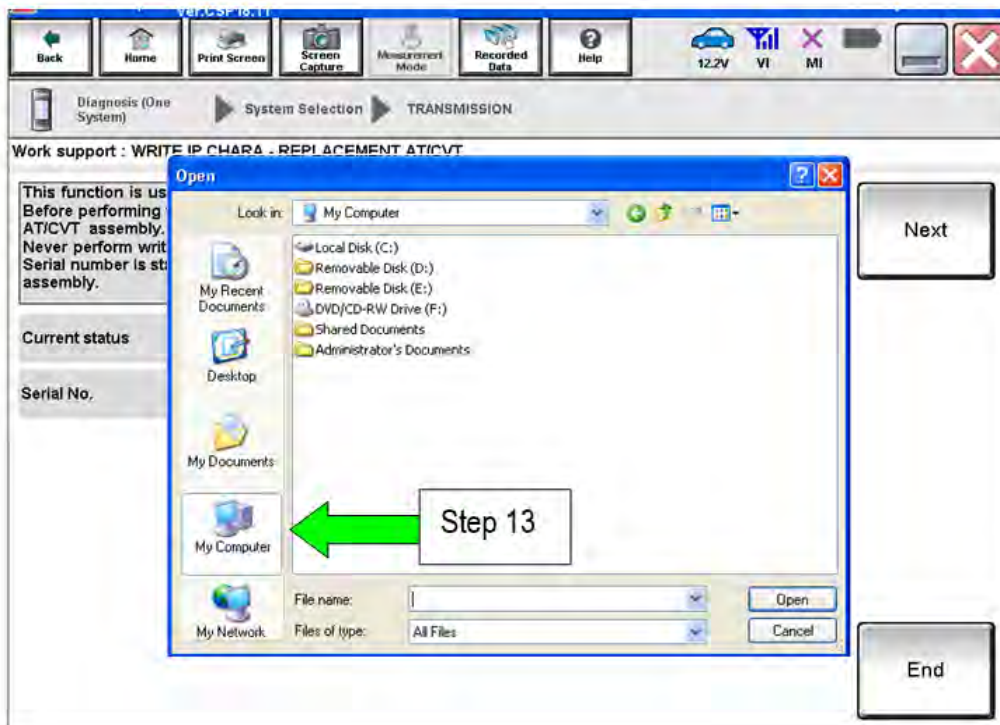 Ver.CSP18.11
Back
Home
Print Screen
Screen
Capture
Measurement
Mode
Recorded
Data
Help
12.2V
VI
MI
Diagnosis (One
System)
System Selection
TRANSMISSION
Work support : WRITE IP CHARA - REPLACEMENT AT/CVT
This function is us
Before performing
AT/CVT assembly.
Never perform writ
Serial number is st
assembly.
Current status
Serial No.
Open
Look in:
My Computer
My Recent
Documents
Desktop
My Documents
My Computer
My Network
Local Disk (C:)
Removable Disk (D:)
Removable Disk (E:)
DVD/CD-RW Drive (F:)
Shared Documents
Administrator's Documents
Step 13
File name:
Open
Files of type:
All Files
Cancel
Next
End